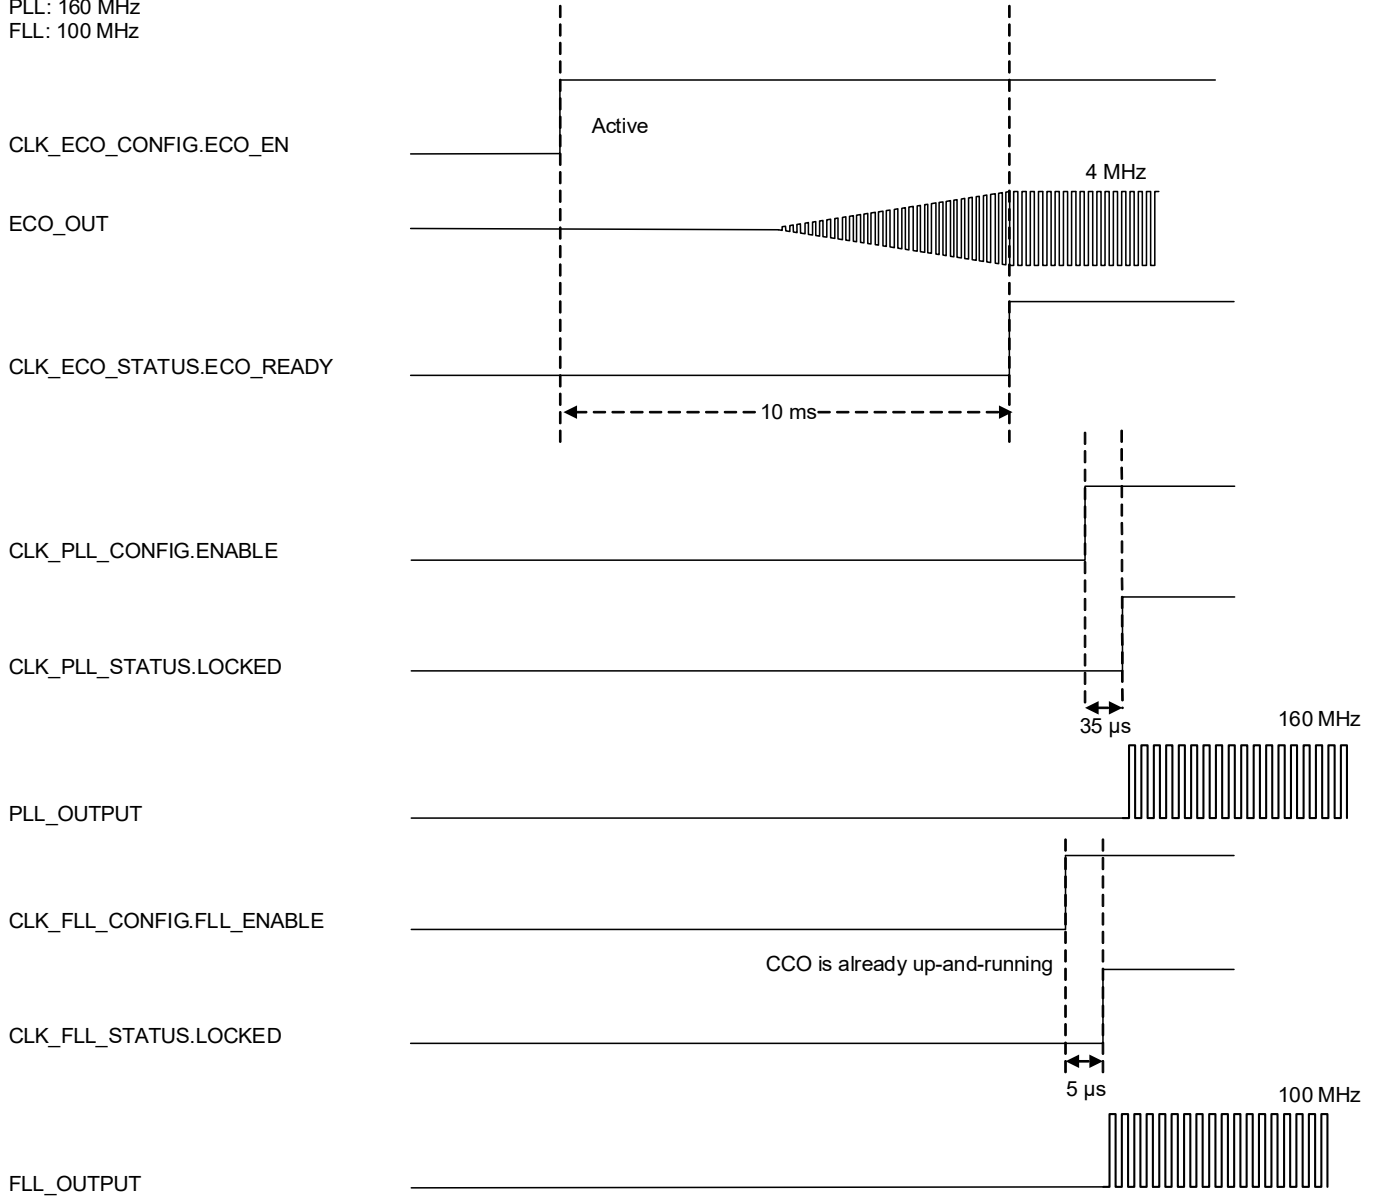 PLL: 160 MHz
FLL: 100 MHz
CLK_ECO_CONFIG.ECO_EN
Active
4 MHz
ECO_OUT
CLK_ECO_STATUS.ECO_READY
10 ms
CLK_PLL_CONFIG.ENABLE
CLK_PLL_STATUS.LOCKED
35 µs
160 MHz
PLL_OUTPUT
CLK_FLL_CONFIG.FLL_ENABLE
CCO is already up-and-running
CLK_FLL_STATUS.LOCKED
5 µs
100 MHz
FLL_OUTPUT